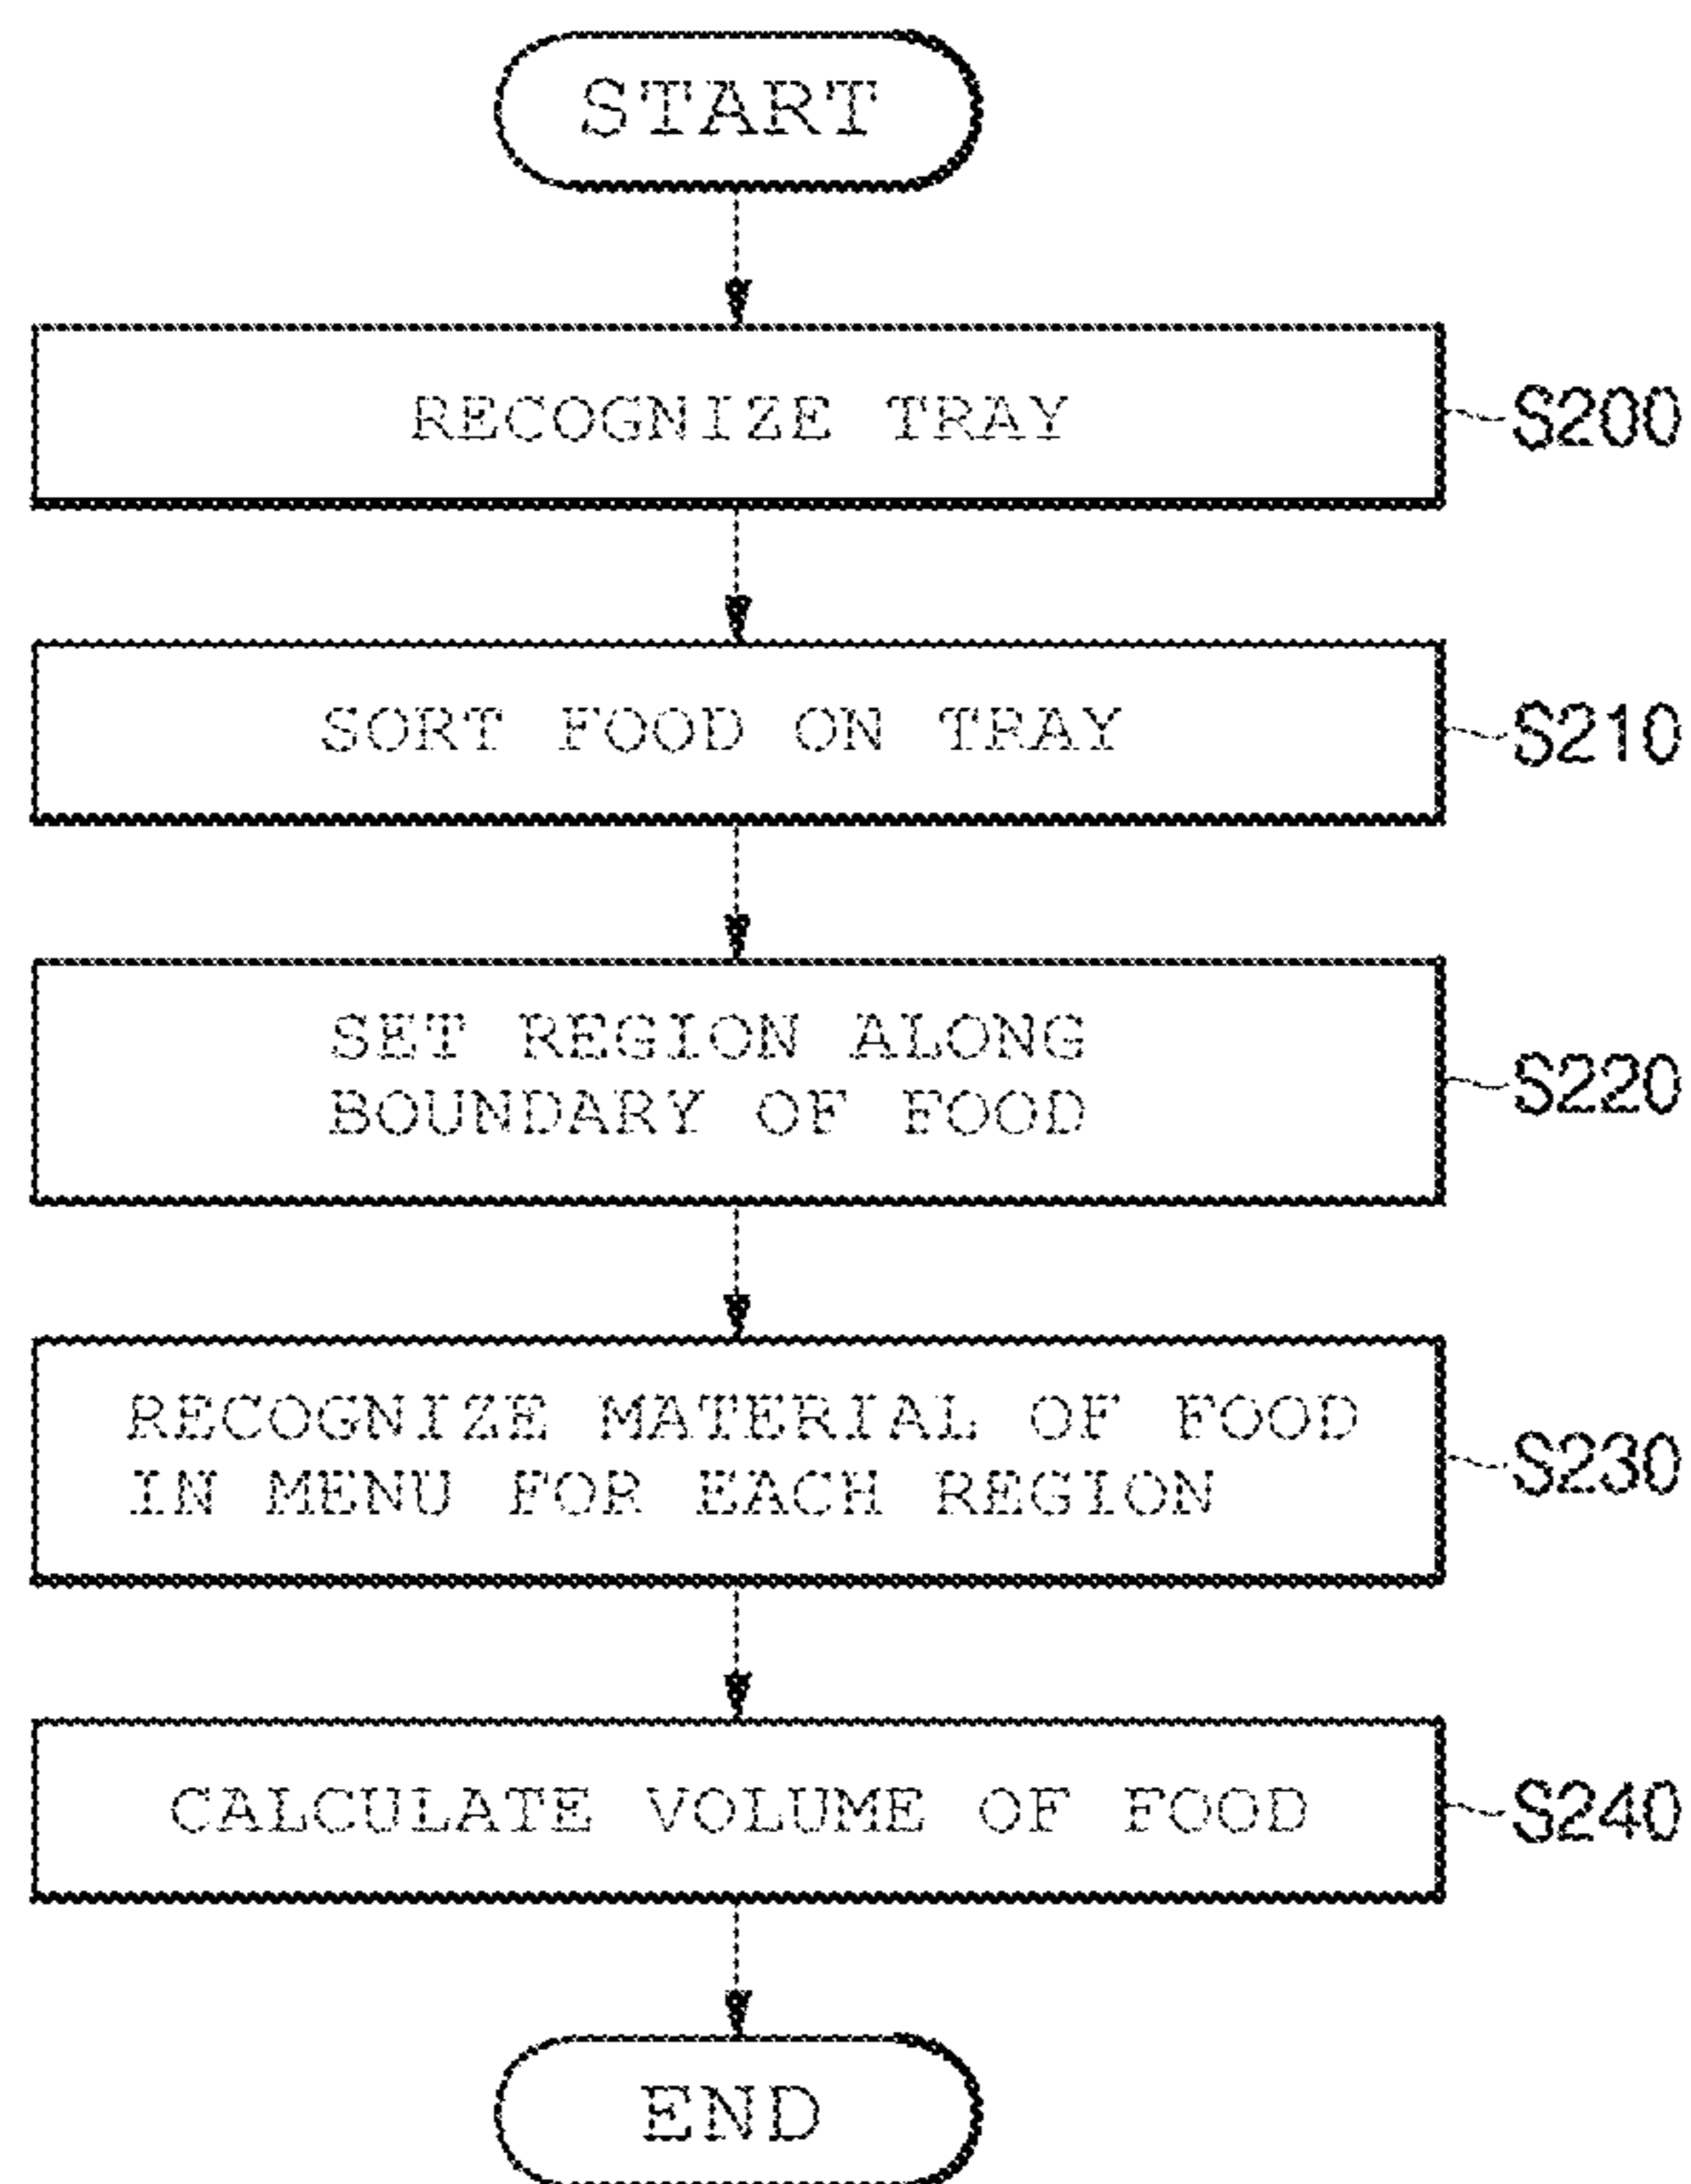 START
RECOGNIZE TRAY
S200
SORT FOOD ON TRAY
S210
SET REGION ALONG
BOUNDARY OF FOOD
S220
RECOGNIZE MATERIAL OF FOOD
IN MENU FOR EACH REGION
S230
CALCULATE VOLUME OF FOOD
S240
END